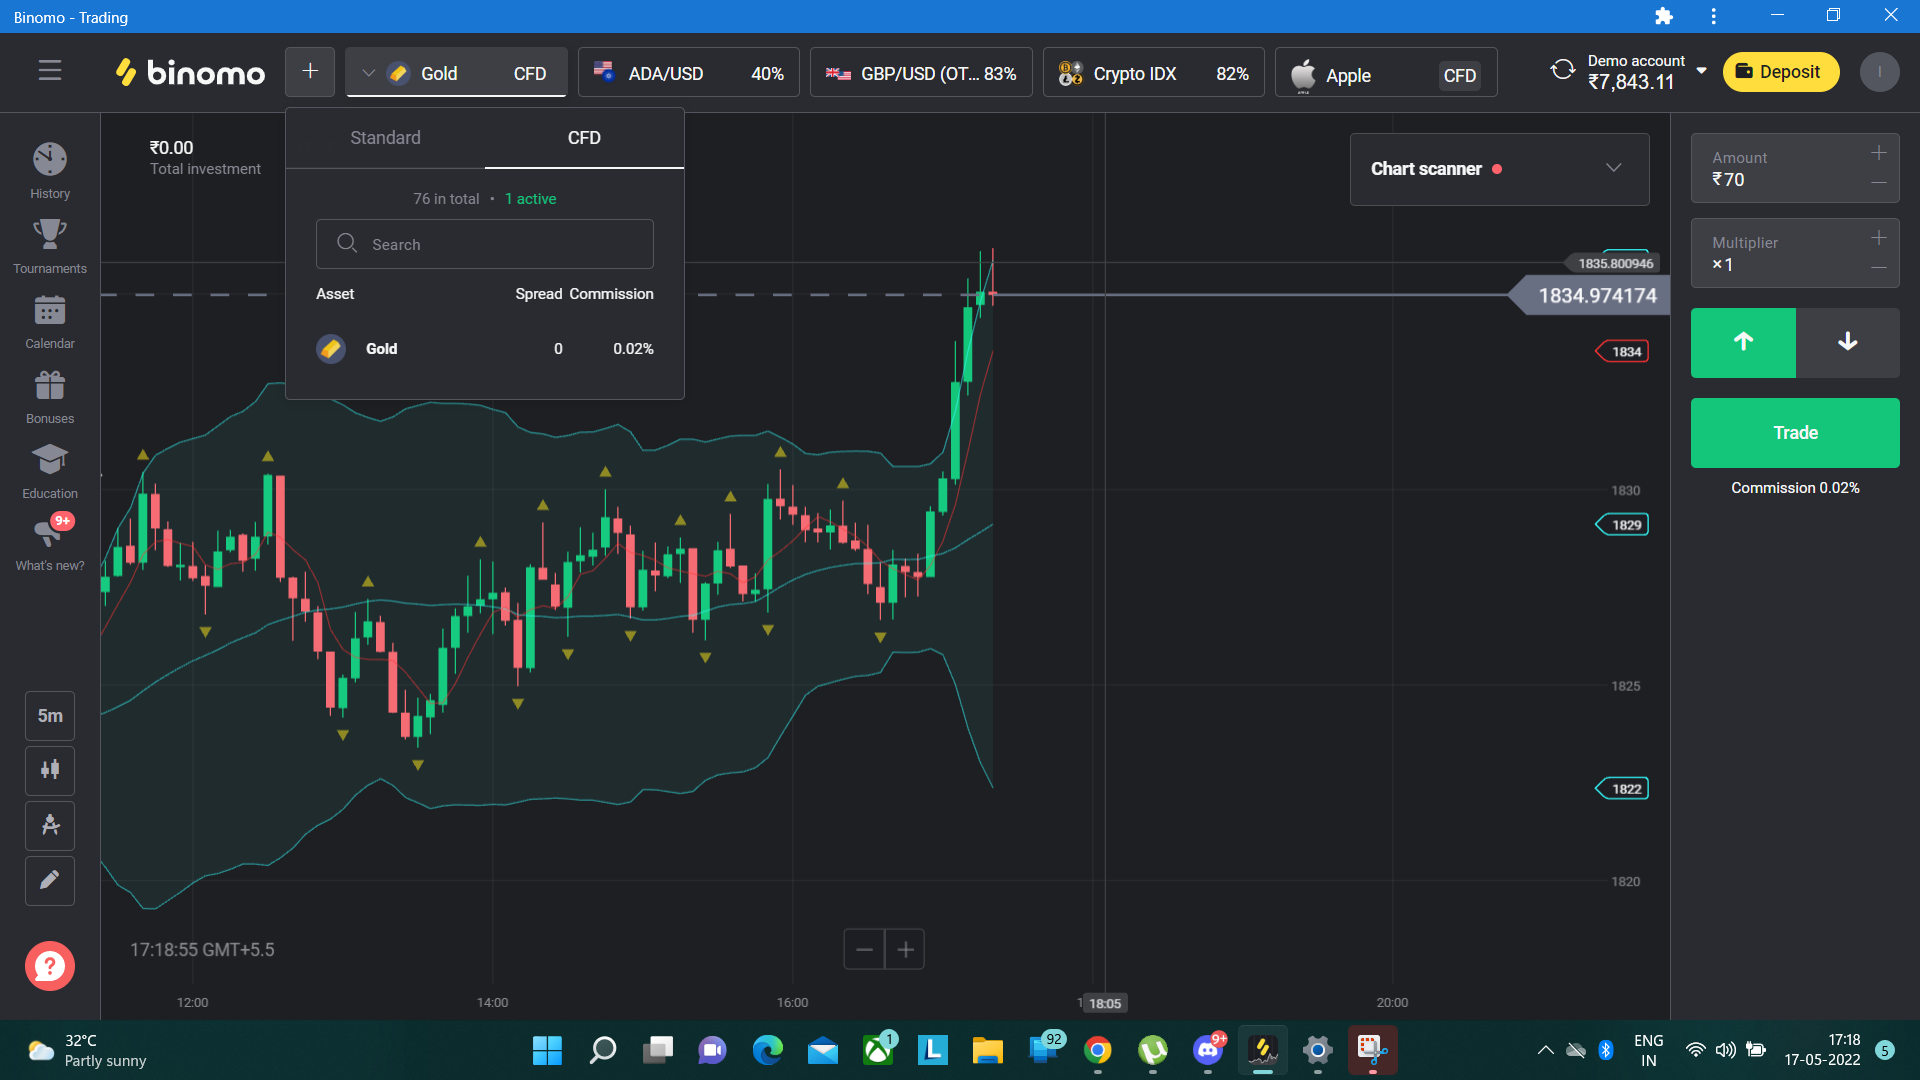 Binomo - Trading
binomo
+
Gold CFD
ADA/USD 40%
GBP/USD (OT... 83%
Crypto IDX 82%
Apple CFD
Demo account
₹7,843.11
Deposit
I
₹0.00
Total investment
Standard CFD
76 in total • 1 active
Search
Asset Spread Commission
Gold 0 0.02%
Chart scanner
History
Tournaments
Calendar
Bonuses
Education
9+
What's new?
5m
Amount
₹70
Multiplier
×1
Trade
Commission 0.02%
1835.800946
1834.974174
1834
1830
1829
1825
1822
1820
17:18:55 GMT+5.5
12:00 14:00 16:00 18:05 20:00
32°C
Partly sunny
1
L
92
9+
ENG
IN
17:18
17-05-2022
5